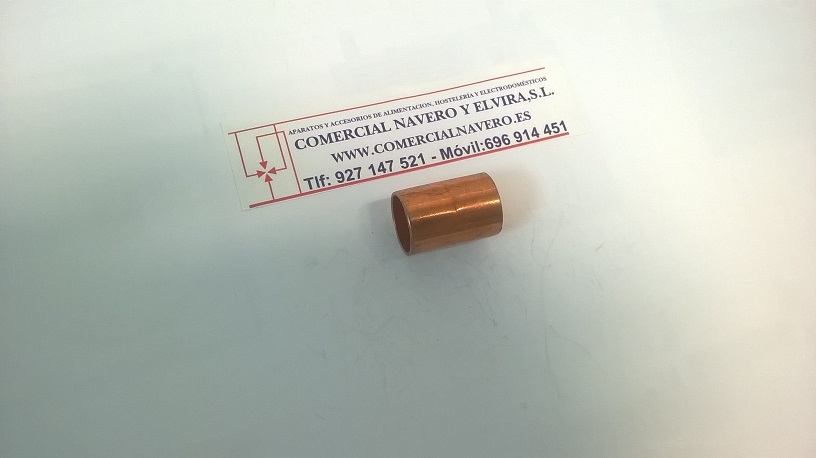 APARATOS Y ACCESORIOS DE ALIMENTACION, HOSTELERÍA Y ELECTRODOMÉSTICOS
COMERCIAL NAVERO Y ELVIRA,S.L.
WWW.COMERCIALNAVERO.ES
Tlf: 927 147 521 - Móvil:696 914 451